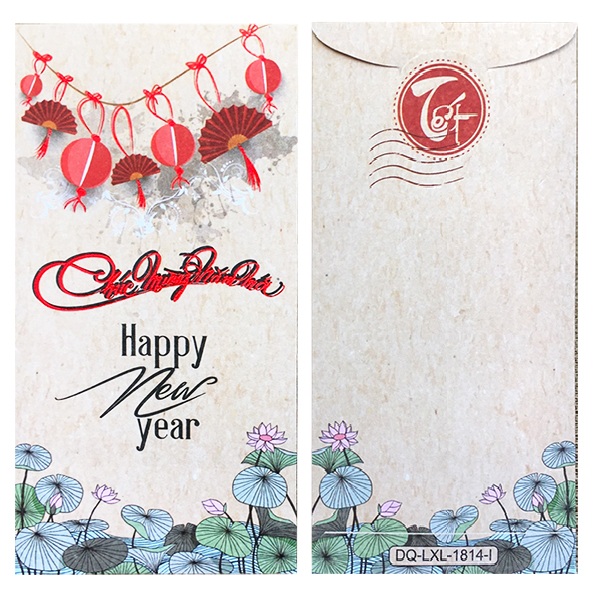 Chúc Mừng Năm Mới
Happy
New
year
Tết
DQ-LXL-1814-I